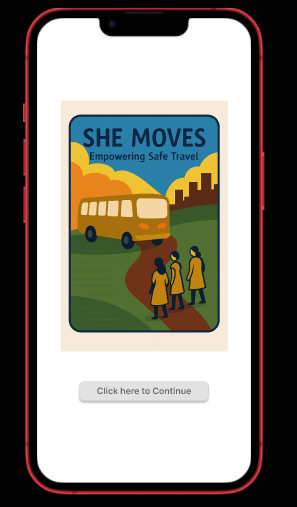 SHE MOVES
Empowering Safe Travel
Click here to Continue